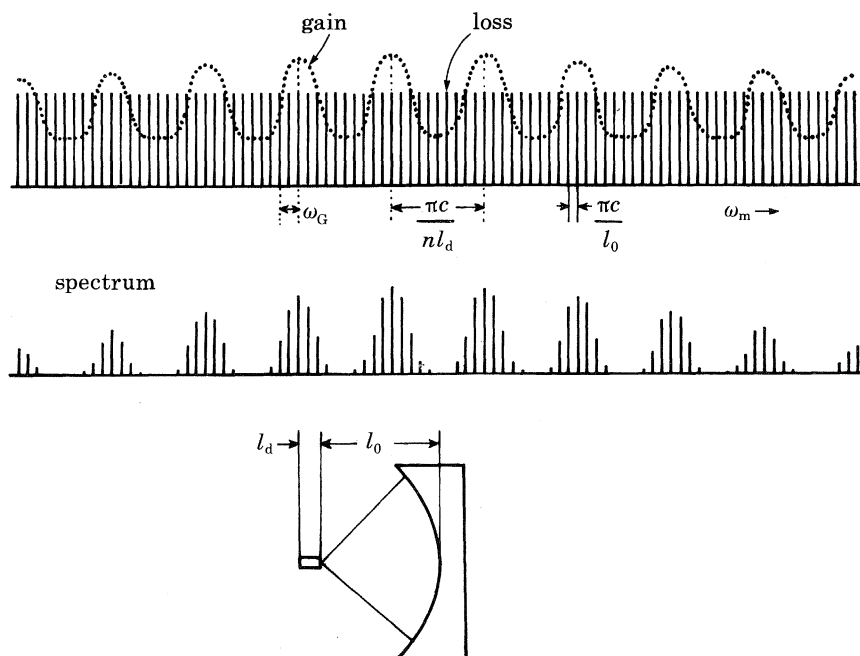 gain
loss
ω_G
πc
nl_d
πc
l_0
ω_m →
spectrum
l_d
l_0